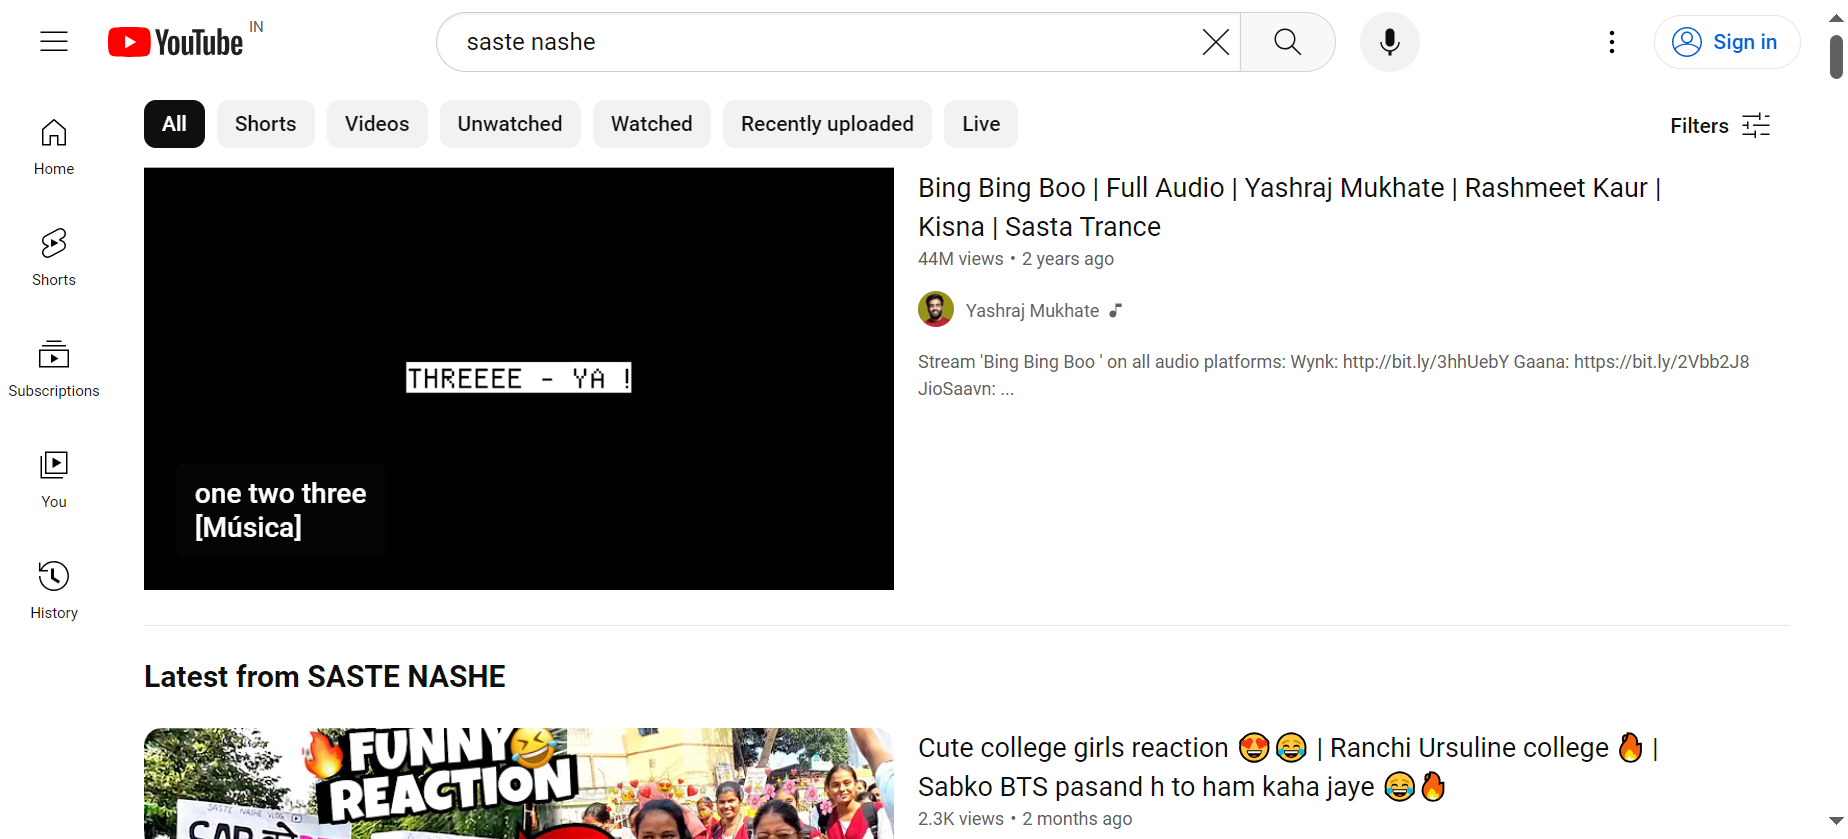 YouTube IN
saste nashe
Sign in
All
Shorts
Videos
Unwatched
Watched
Recently uploaded
Live
Filters
Home
Shorts
Subscriptions
You
History
THREEEE - YA !
one two three
[Música]
Bing Bing Boo | Full Audio | Yashraj Mukhate | Rashmeet Kaur |
Kisna | Sasta Trance
44M views • 2 years ago
Yashraj Mukhate
Stream 'Bing Bing Boo ' on all audio platforms: Wynk: http://bit.ly/3hhUebY Gaana: https://bit.ly/2Vbb2J8
JioSaavn: ...
Latest from SASTE NASHE
FUNNY
REACTION
SASTE NASHE VLOG
Cute college girls reaction 😍😂 | Ranchi Ursuline college 🔥 |
Sabko BTS pasand h to ham kaha jaye 😂🔥
2.3K views • 2 months ago